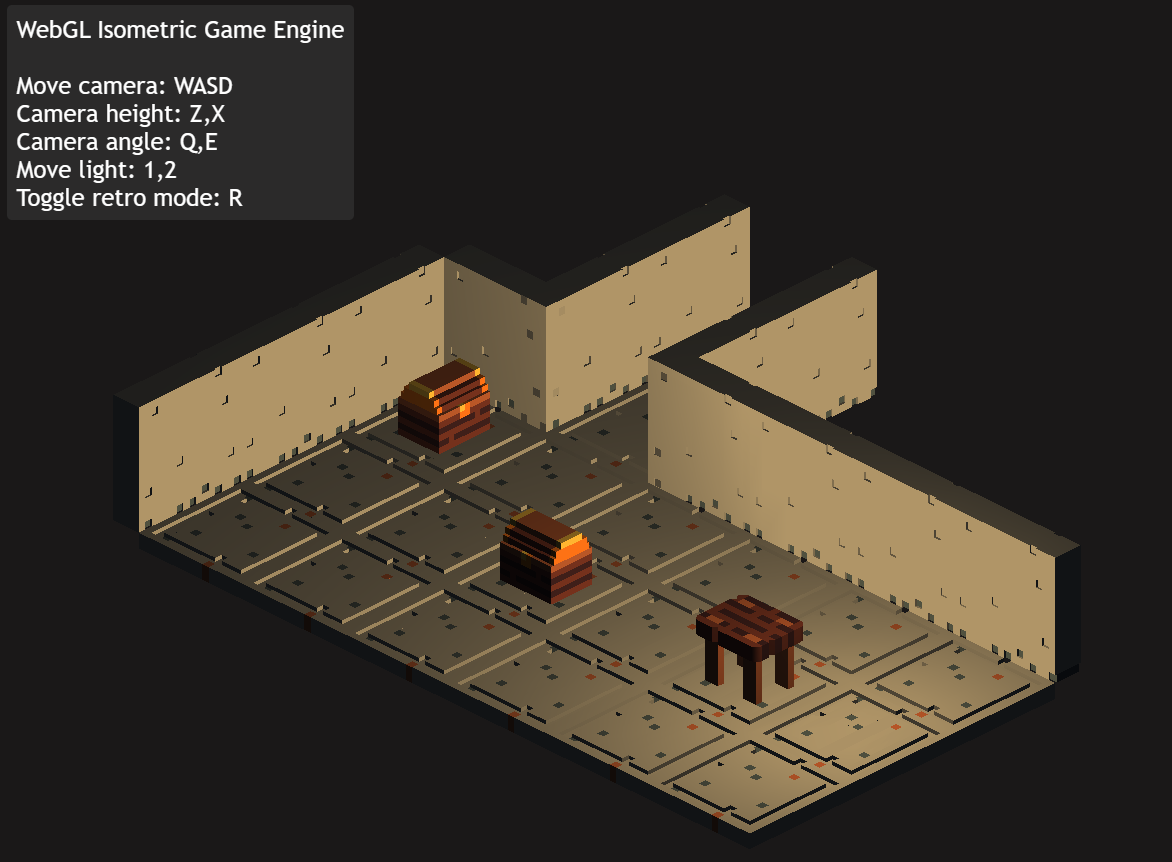 WebGL Isometric Game Engine
Move camera: WASD
Camera height: Z,X
Camera angle: Q,E
Move light: 1,2
Toggle retro mode: R